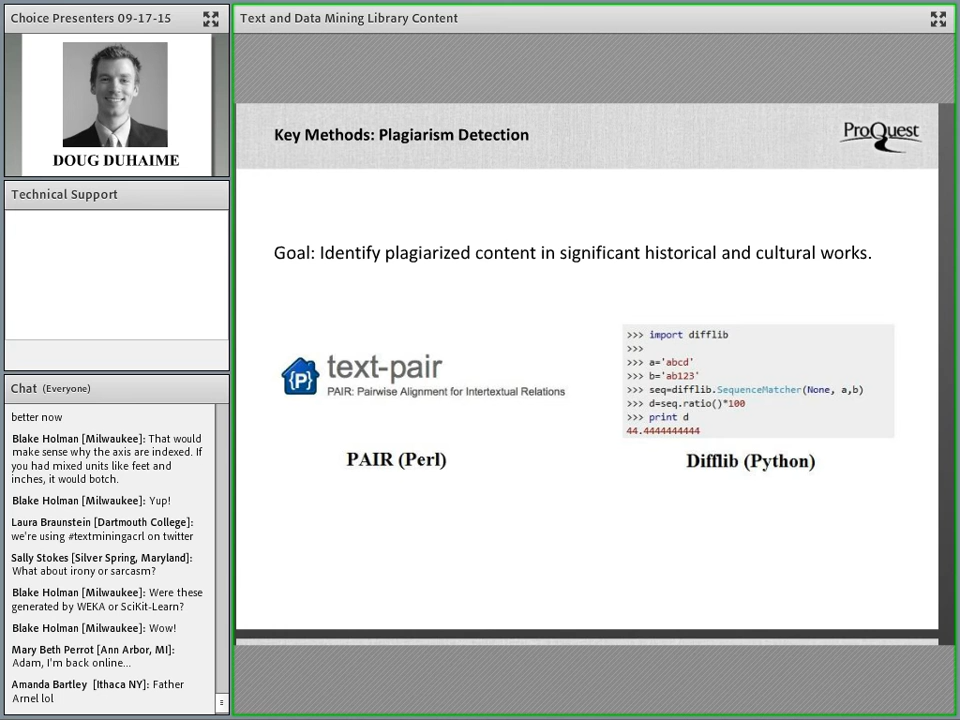 Choice Presenters 09-17-15
DOUG DUHAIME
Technical Support
Chat (Everyone)
better now
Blake Holman [Milwaukee]: That would
make sense why the axis are indexed. If
you had mixed units like feet and
inches, it would botch.
Blake Holman [Milwaukee]: Yup!
Laura Braunstein [Dartmouth College]:
we're using #textminingacrl on twitter
Sally Stokes [Silver Spring, Maryland]:
What about irony or sarcasm?
Blake Holman [Milwaukee]: Were these
generated by WEKA or SciKit-Learn?
Blake Holman [Milwaukee]: Wow!
Mary Beth Perrot [Ann Arbor, MI]:
Adam, I'm back online...
Amanda Bartley [Ithaca NY]: Father
Arnel lol
Text and Data Mining Library Content
Key Methods: Plagiarism Detection
ProQuest
Goal: Identify plagiarized content in significant historical and cultural works.
{P}
text-pair
PAIR: Pairwise Alignment for Intertextual Relations
PAIR (Perl)
>>> import difflib
>>>
>>> a='abcd'
>>> b='ab123'
>>> seq=difflib.SequenceMatcher(None, a,b)
>>> d=seq.ratio()*100
>>> print d
44.4444444444
Difflib (Python)